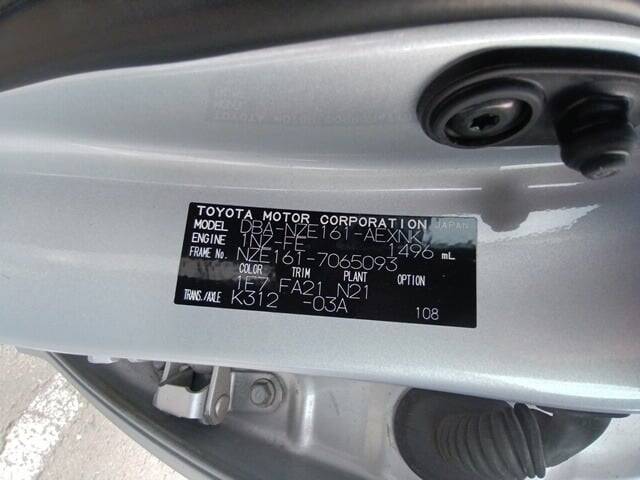 TOYOTA MOTOR CORPORATION JAPAN
MODEL DBA-NZE161-AEXNK
ENGINE 1NZ-FE 1496 mL
FRAME No. NZE161-7065093
COLOR TRIM PLANT OPTION
1E7 FA21 N21
TRANS./AXLE K312 -03A
108